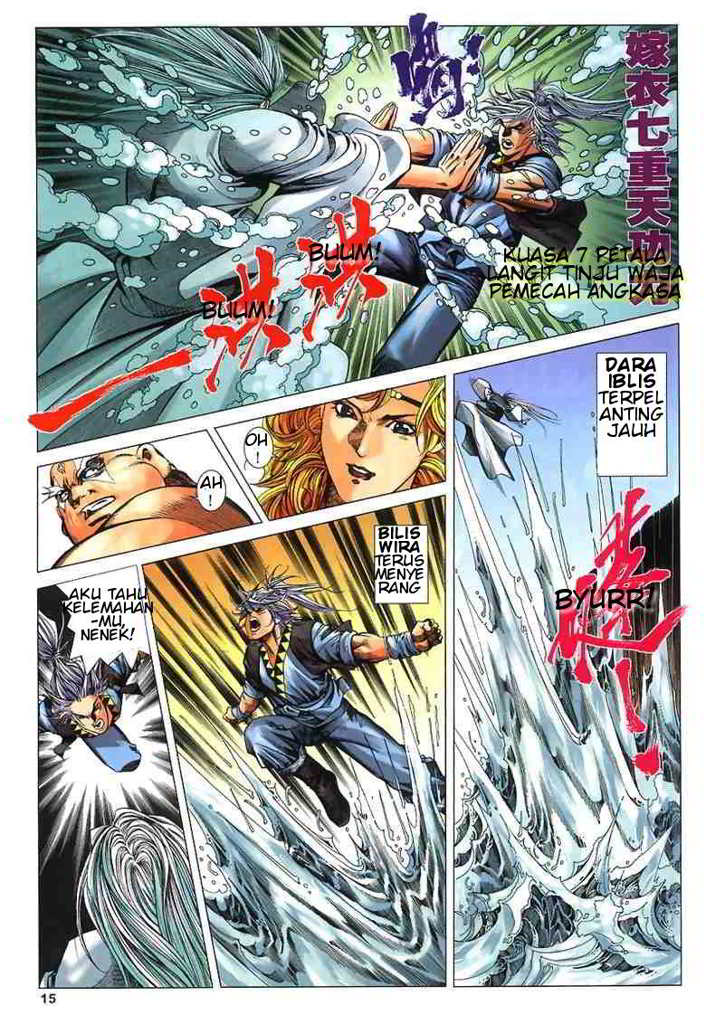 嫁衣七重天功
BUUM!
BUUM!
KUASA 7 PETALA
LANGIT TINJU WAJA
PEMECAH ANGKASA
DARA
IBLIS
TERPEL
ANTING
JAUH
OH
!
AH
!
BILIS
WIRA
TERUS
MENYE
RANG
BYURR!
AKU TAHU
KELEMAHAN
-MU,
NENEK!
15